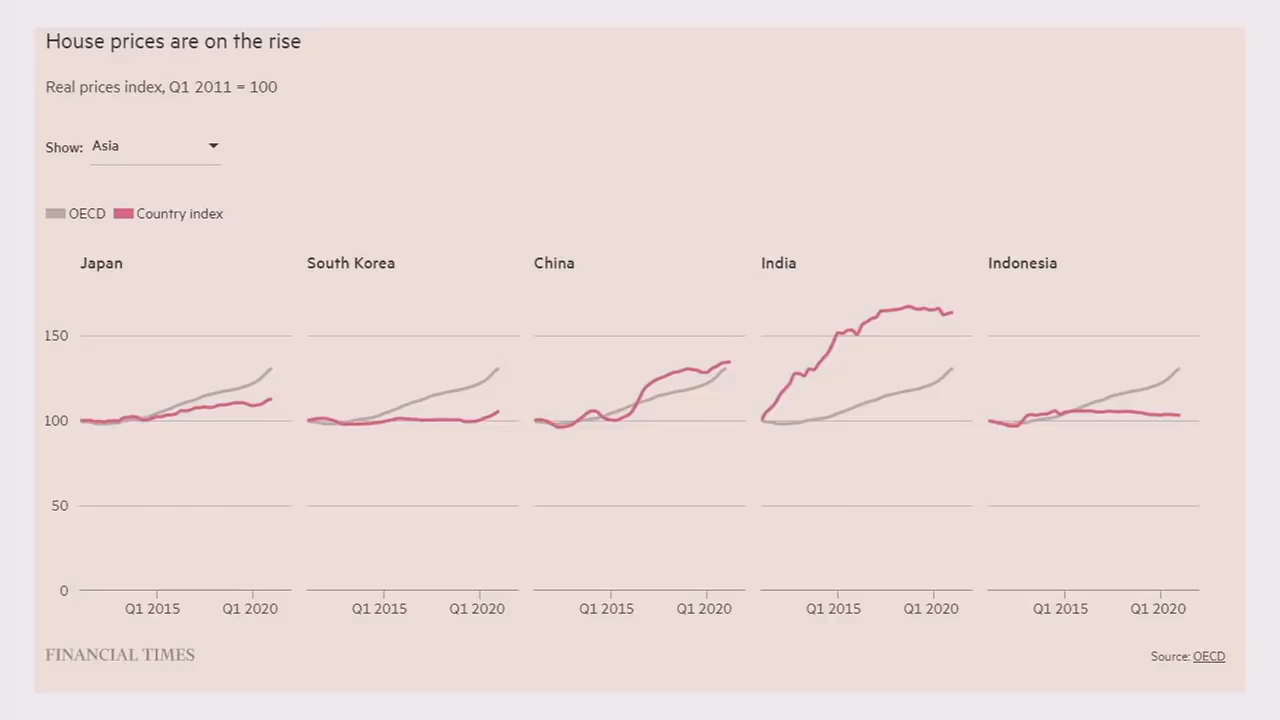 House prices are on the rise
Real prices index, Q1 2011 = 100
Show: Asia
OECD Country index
Japan South Korea China India Indonesia
150
100
50
0
Q1 2015 Q1 2020 Q1 2015 Q1 2020 Q1 2015 Q1 2020 Q1 2015 Q1 2020 Q1 2015 Q1 2020
FINANCIAL TIMES Source: OECD